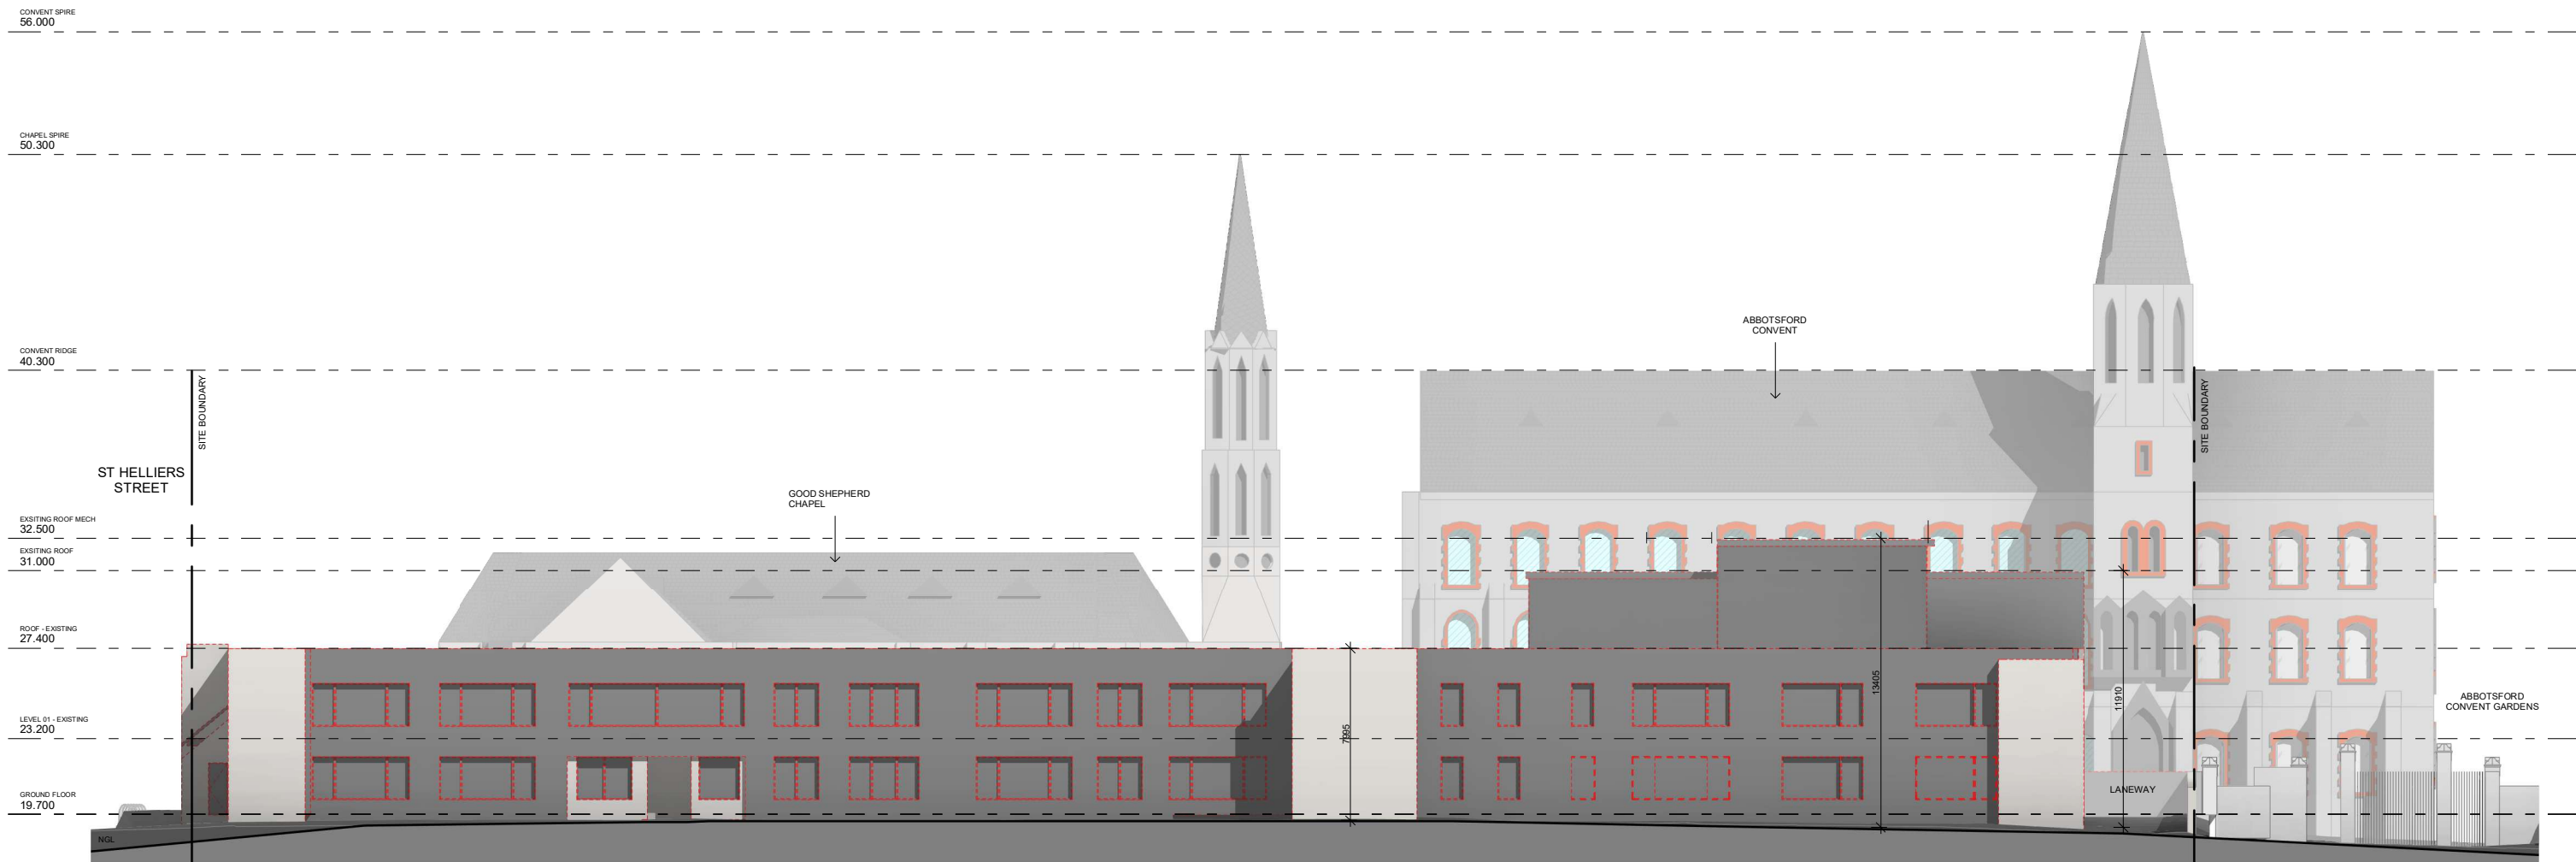 CONVENT SPIRE
56.000
CHAPEL SPIRE
50.300
CONVENT RIDGE
40.300
SITE BOUNDARY
ST HELLIERS
STREET
EXSITING ROOF MECH
32.500
EXSITING ROOF
31.000
ROOF - EXISTING
27.400
LEVEL 01 - EXISTING
23.200
GROUND FLOOR
19.700
NGL
GOOD SHEPHERD
CHAPEL
ABBOTSFORD
CONVENT
SITE BOUNDARY
7995
13405
11910
LANEWAY
ABBOTSFORD
CONVENT GARDENS